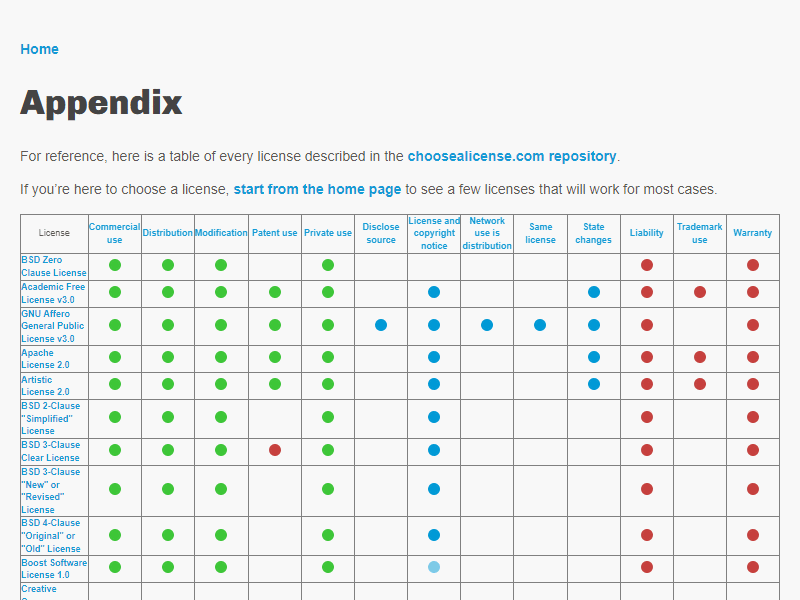 Home
Appendix
For reference, here is a table of every license described in the choosealicense.com repository.
If you’re here to choose a license, start from the home page to see a few licenses that will work for most cases.
License
Commercial
use
Distribution
Modification
Patent use
Private use
Disclose
source
License and
copyright
notice
Network
use is
distribution
Same
license
State
changes
Liability
Trademark
use
Warranty
BSD Zero
Clause License
Academic Free
License v3.0
GNU Affero
General Public
License v3.0
Apache
License 2.0
Artistic
License 2.0
BSD 2-Clause
"Simplified"
License
BSD 3-Clause
Clear License
BSD 3-Clause
"New" or
"Revised"
License
BSD 4-Clause
"Original" or
"Old" License
Boost Software
License 1.0
Creative